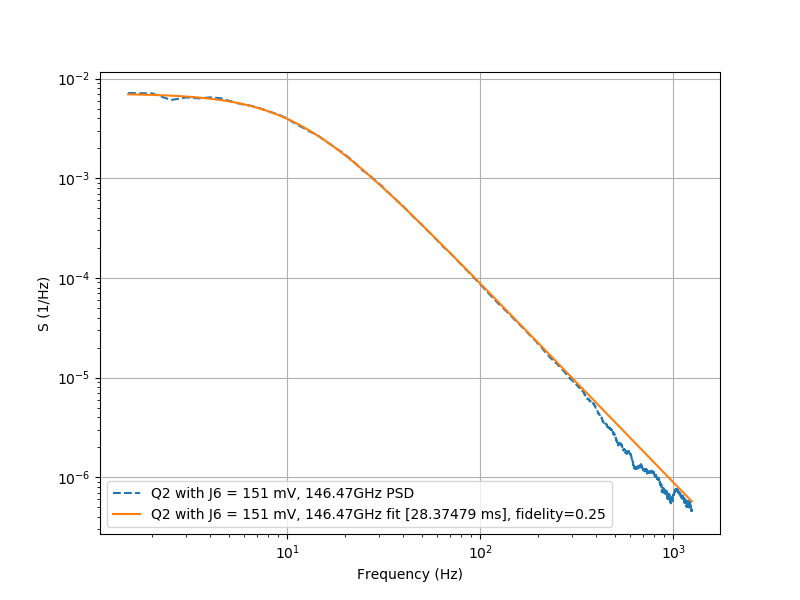 10⁻²
10⁻³
10⁻⁴
10⁻⁵
10⁻⁶
S (1/Hz)
Q2 with J6 = 151 mV, 146.47GHz PSD
Q2 with J6 = 151 mV, 146.47GHz fit [28.37479 ms], fidelity=0.25
10¹ 10² 10³
Frequency (Hz)